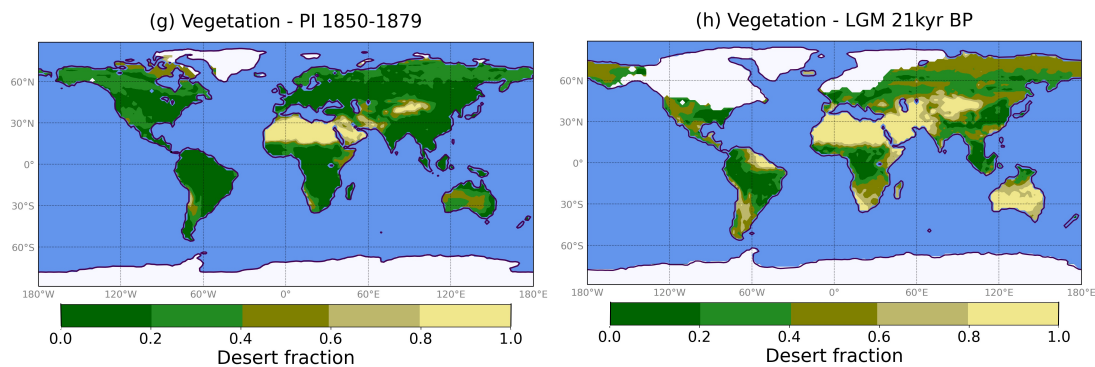 (g) Vegetation - PI 1850-1879
60°N
30°N
0°
30°S
60°S
180°W 120°W 60°W 0° 60°E 120°E 180°E
0.0 0.2 0.4 0.6 0.8 1.0
Desert fraction
(h) Vegetation - LGM 21kyr BP
60°N
30°N
0°
30°S
60°S
180°W 120°W 60°W 0° 60°E 120°E 180°E
0.0 0.2 0.4 0.6 0.8 1.0
Desert fraction